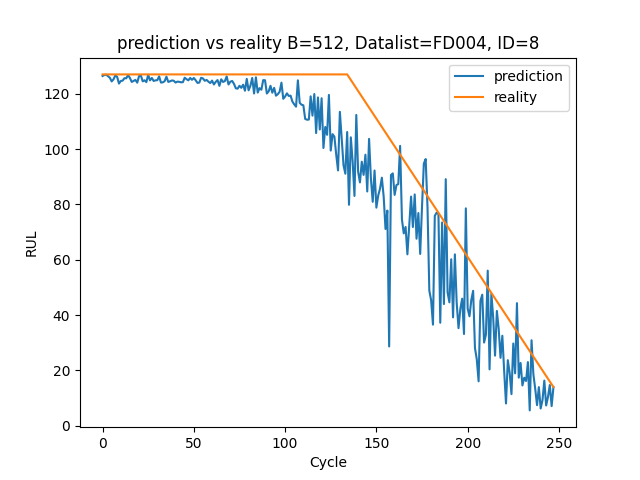 prediction vs reality B=512, Datalist=FD004, ID=8
prediction
reality
RUL
120
100
80
60
40
20
0
0 50 100 150 200 250
Cycle